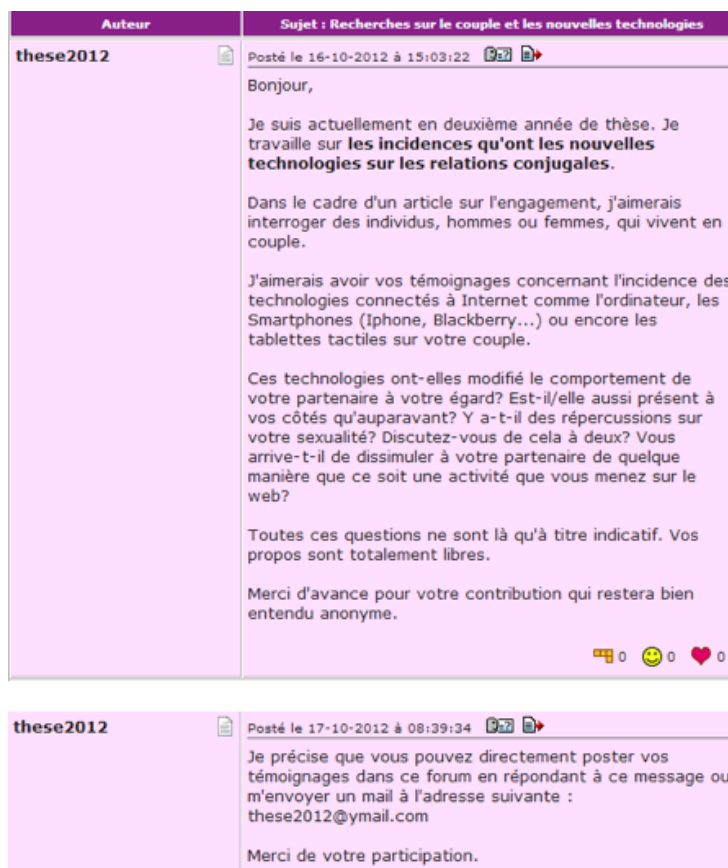 Auteur
Sujet : Recherches sur le couple et les nouvelles technologies
these2012
Posté le 16-10-2012 à 15:03:22
Bonjour,
Je suis actuellement en deuxième année de thèse. Je
travaille sur les incidences qu'ont les nouvelles
technologies sur les relations conjugales.
Dans le cadre d'un article sur l'engagement, j'aimerais
interroger des individus, hommes ou femmes, qui vivent en
couple.
J'aimerais avoir vos témoignages concernant l'incidence des
technologies connectés à Internet comme l'ordinateur, les
Smartphones (Iphone, Blackberry...) ou encore les
tablettes tactiles sur votre couple.
Ces technologies ont-elles modifié le comportement de
votre partenaire à votre égard? Est-il/elle aussi présent à
vos côtés qu'auparavant? Y a-t-il des répercussions sur
votre sexualité? Discutez-vous de cela à deux? Vous
arrive-t-il de dissimuler à votre partenaire de quelque
manière que ce soit une activité que vous menez sur le
web?
Toutes ces questions ne sont là qu'à titre indicatif. Vos
propos sont totalement libres.
Merci d'avance pour votre contribution qui restera bien
entendu anonyme.
0 0 0
these2012
Posté le 17-10-2012 à 08:39:34
Je précise que vous pouvez directement poster vos
témoignages dans ce forum en répondant à ce message ou
m'envoyer un mail à l'adresse suivante :
these2012@ymail.com
Merci de votre participation.